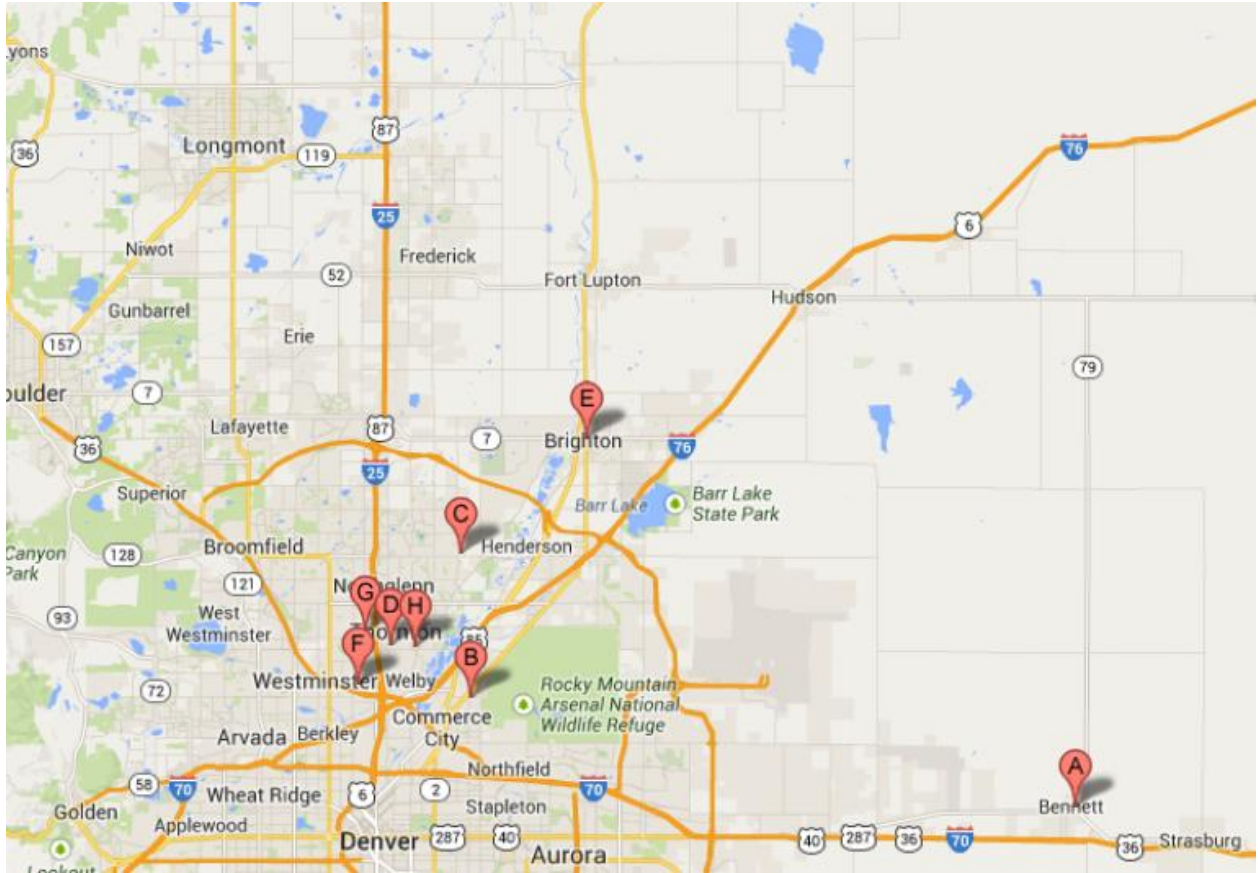 Lyons
87
36
Longmont
119
76
25
6
Niwot
Frederick
52
Fort Lupton
Hudson
Gunbarrel
Erie
157
79
oulder
7
E
Lafayette
87
7
Brighton
36
76
25
Superior
Barr Lake
Barr Lake
State Park
C
Broomfield
Henderson
Canyon
Park
128
121
G
D
H
93
West
Westminster
85
F
B
Westminster
Welby
72
Rocky Mountain
Arsenal National
Wildlife Refuge
Commerce
City
Arvada
Berkley
A
Northfield
58
70
6
2
70
Bennett
Golden
Wheat Ridge
Stapleton
Applewood
Denver
287
40
40
287
36
70
36
Strasburg
Aurora
Lookout